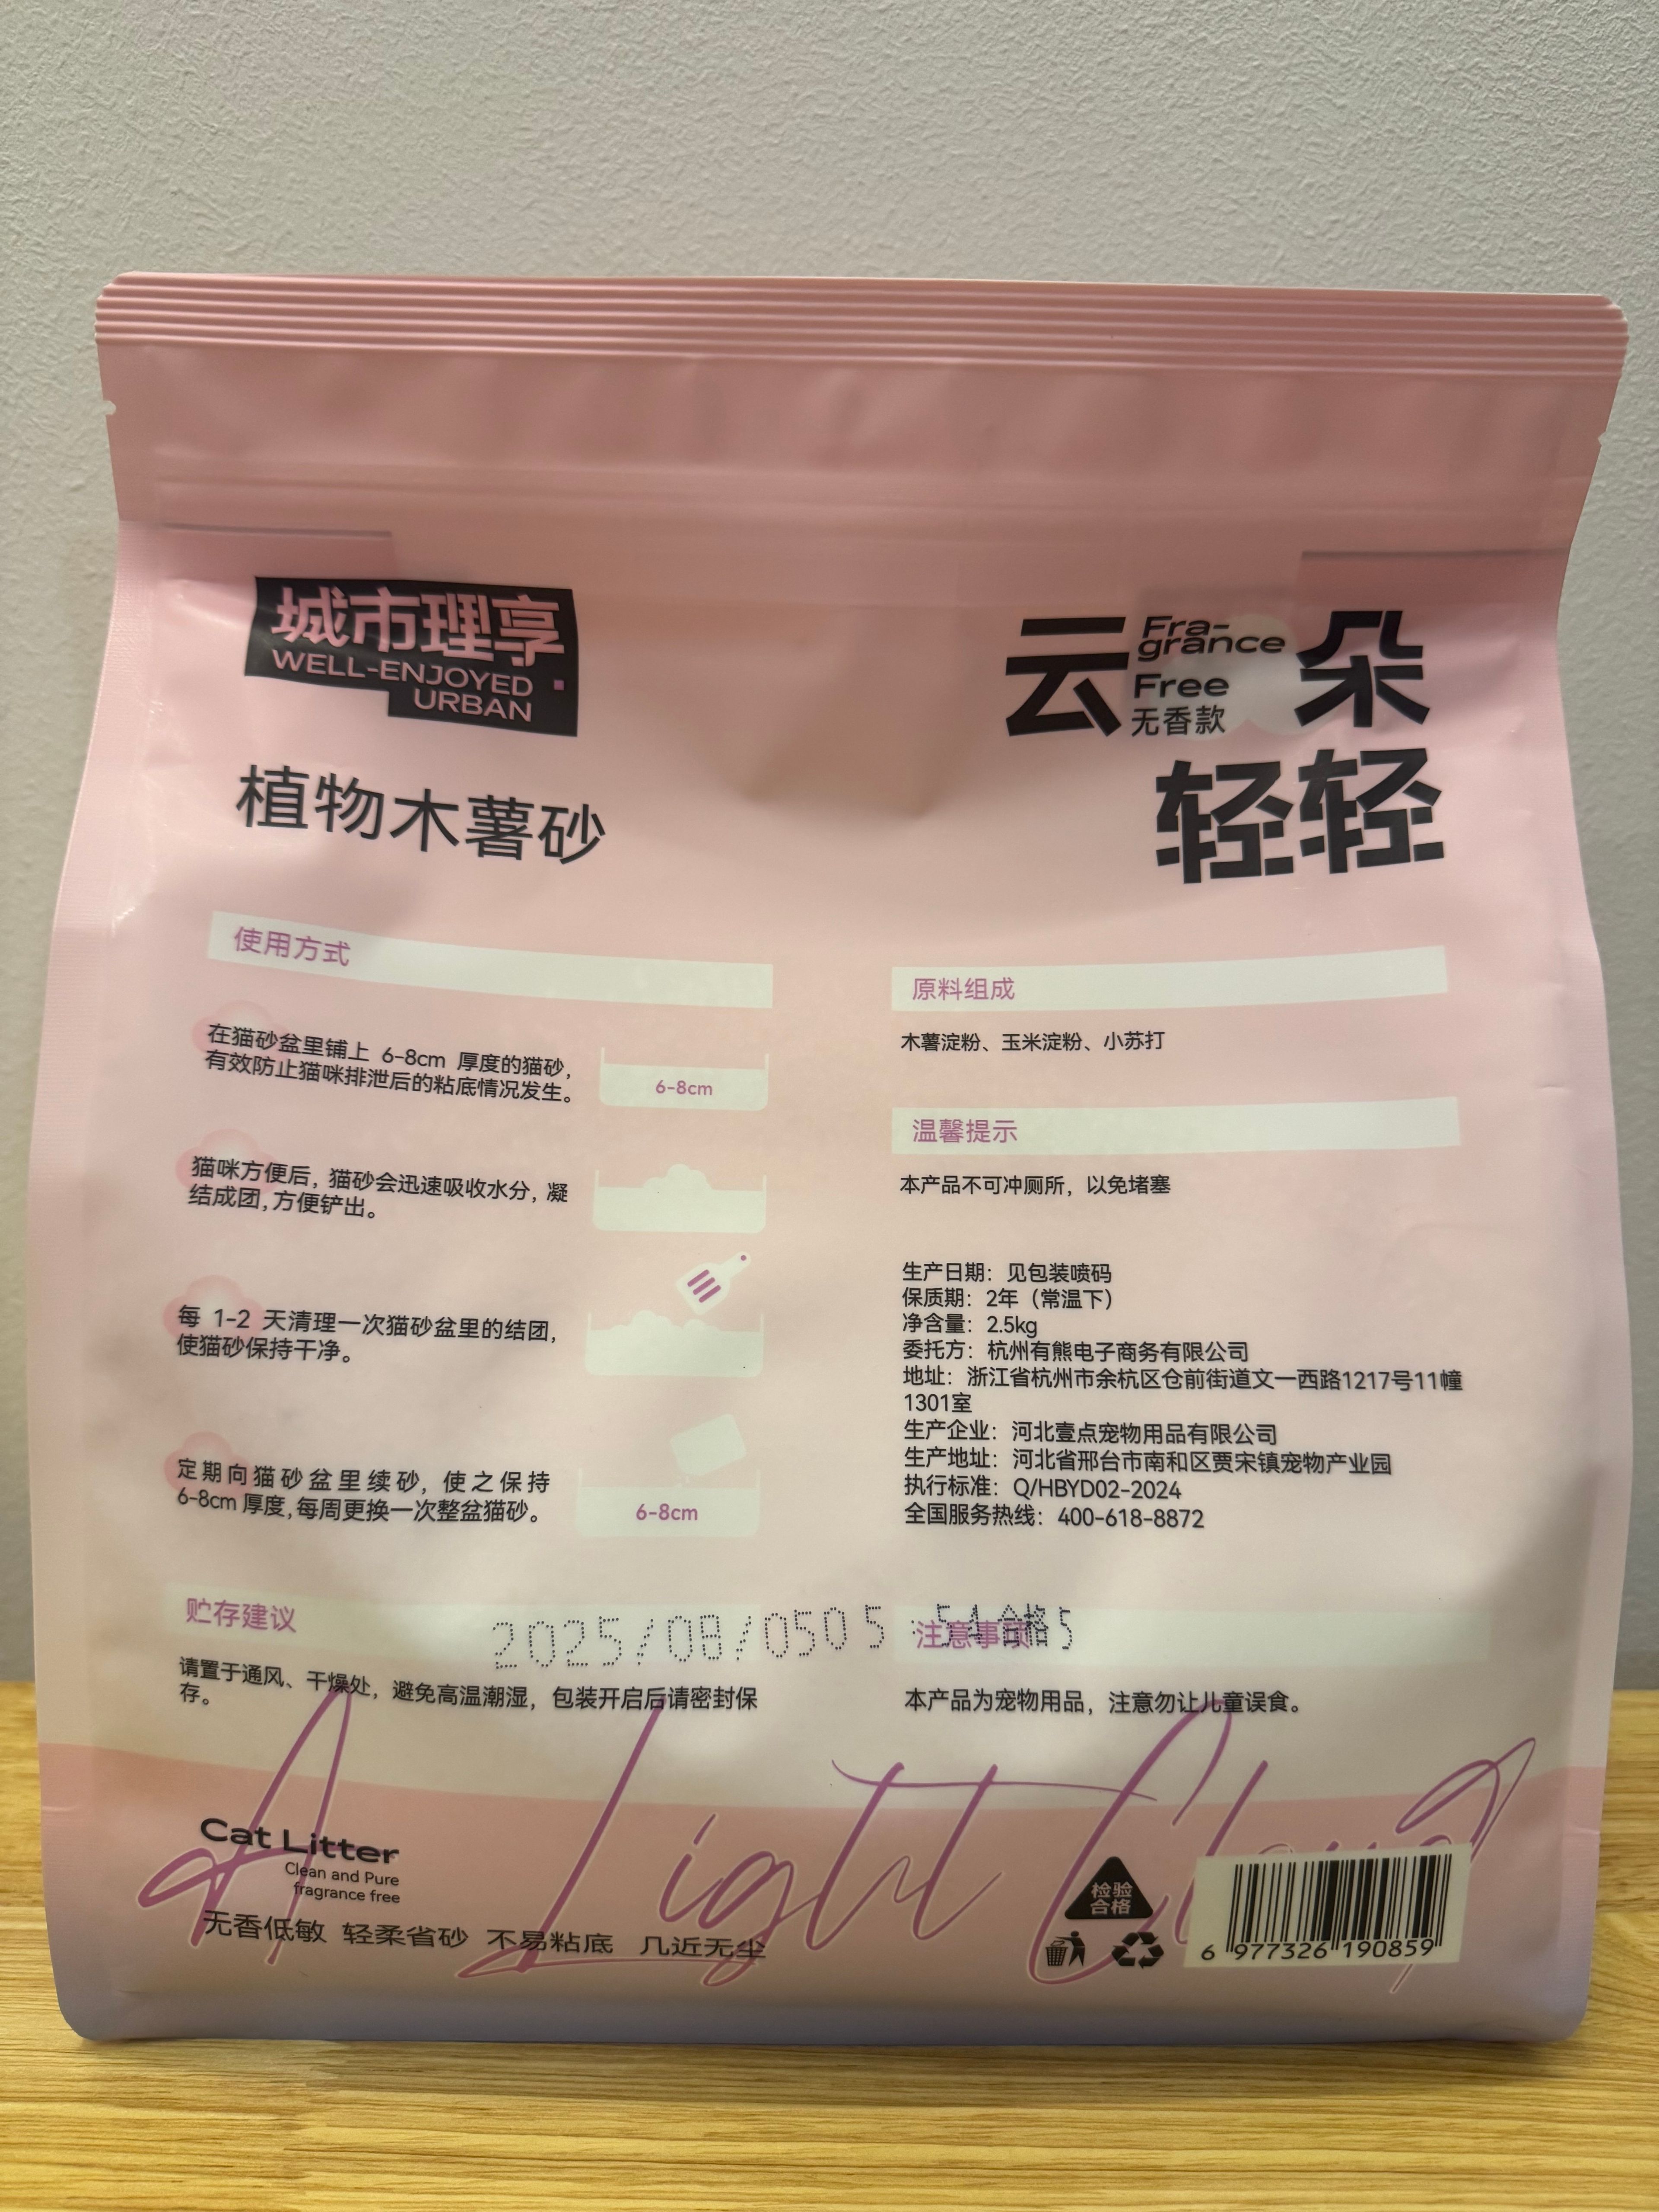 城市理享
WELL-ENJOYED
URBAN
植物木薯砂
云朵
Fra-
grance
Free
无香款
轻轻
使用方式
在猫砂盆里铺上 6-8cm 厚度的猫砂,
有效防止猫咪排泄后的粘底情况发生。
6-8cm
猫咪方便后, 猫砂会迅速吸收水分, 凝
结成团, 方便铲出。
每 1-2 天清理一次猫砂盆里的结团,
使猫砂保持干净。
定期向猫砂盆里续砂, 使之保持
6-8cm 厚度, 每周更换一次整盆猫砂。
6-8cm
贮存建议
请置于通风、干燥处, 避免高温潮湿, 包装开启后请密封保
存。
原料组成
木薯淀粉、玉米淀粉、小苏打
温馨提示
本产品不可冲厕所, 以免堵塞
生产日期: 见包装喷码
保质期: 2年 (常温下)
净含量: 2.5kg
委托方: 杭州有熊电子商务有限公司
地址: 浙江省杭州市余杭区仓前街道文一西路1217号11幢
1301室
生产企业: 河北壹点宠物用品有限公司
生产地址: 河北省邢台市南和区贾宋镇宠物产业园
执行标准: Q/HBYD02-2024
全国服务热线: 400-618-8872
2025/08/0505:54合格5
注意事项
本产品为宠物用品, 注意勿让儿童误食。
A Light Cloud
Cat Litter
Clean and Pure
fragrance free
无香低敏 轻柔省砂 不易粘底 几近无尘
检验
合格
6 977326 190859